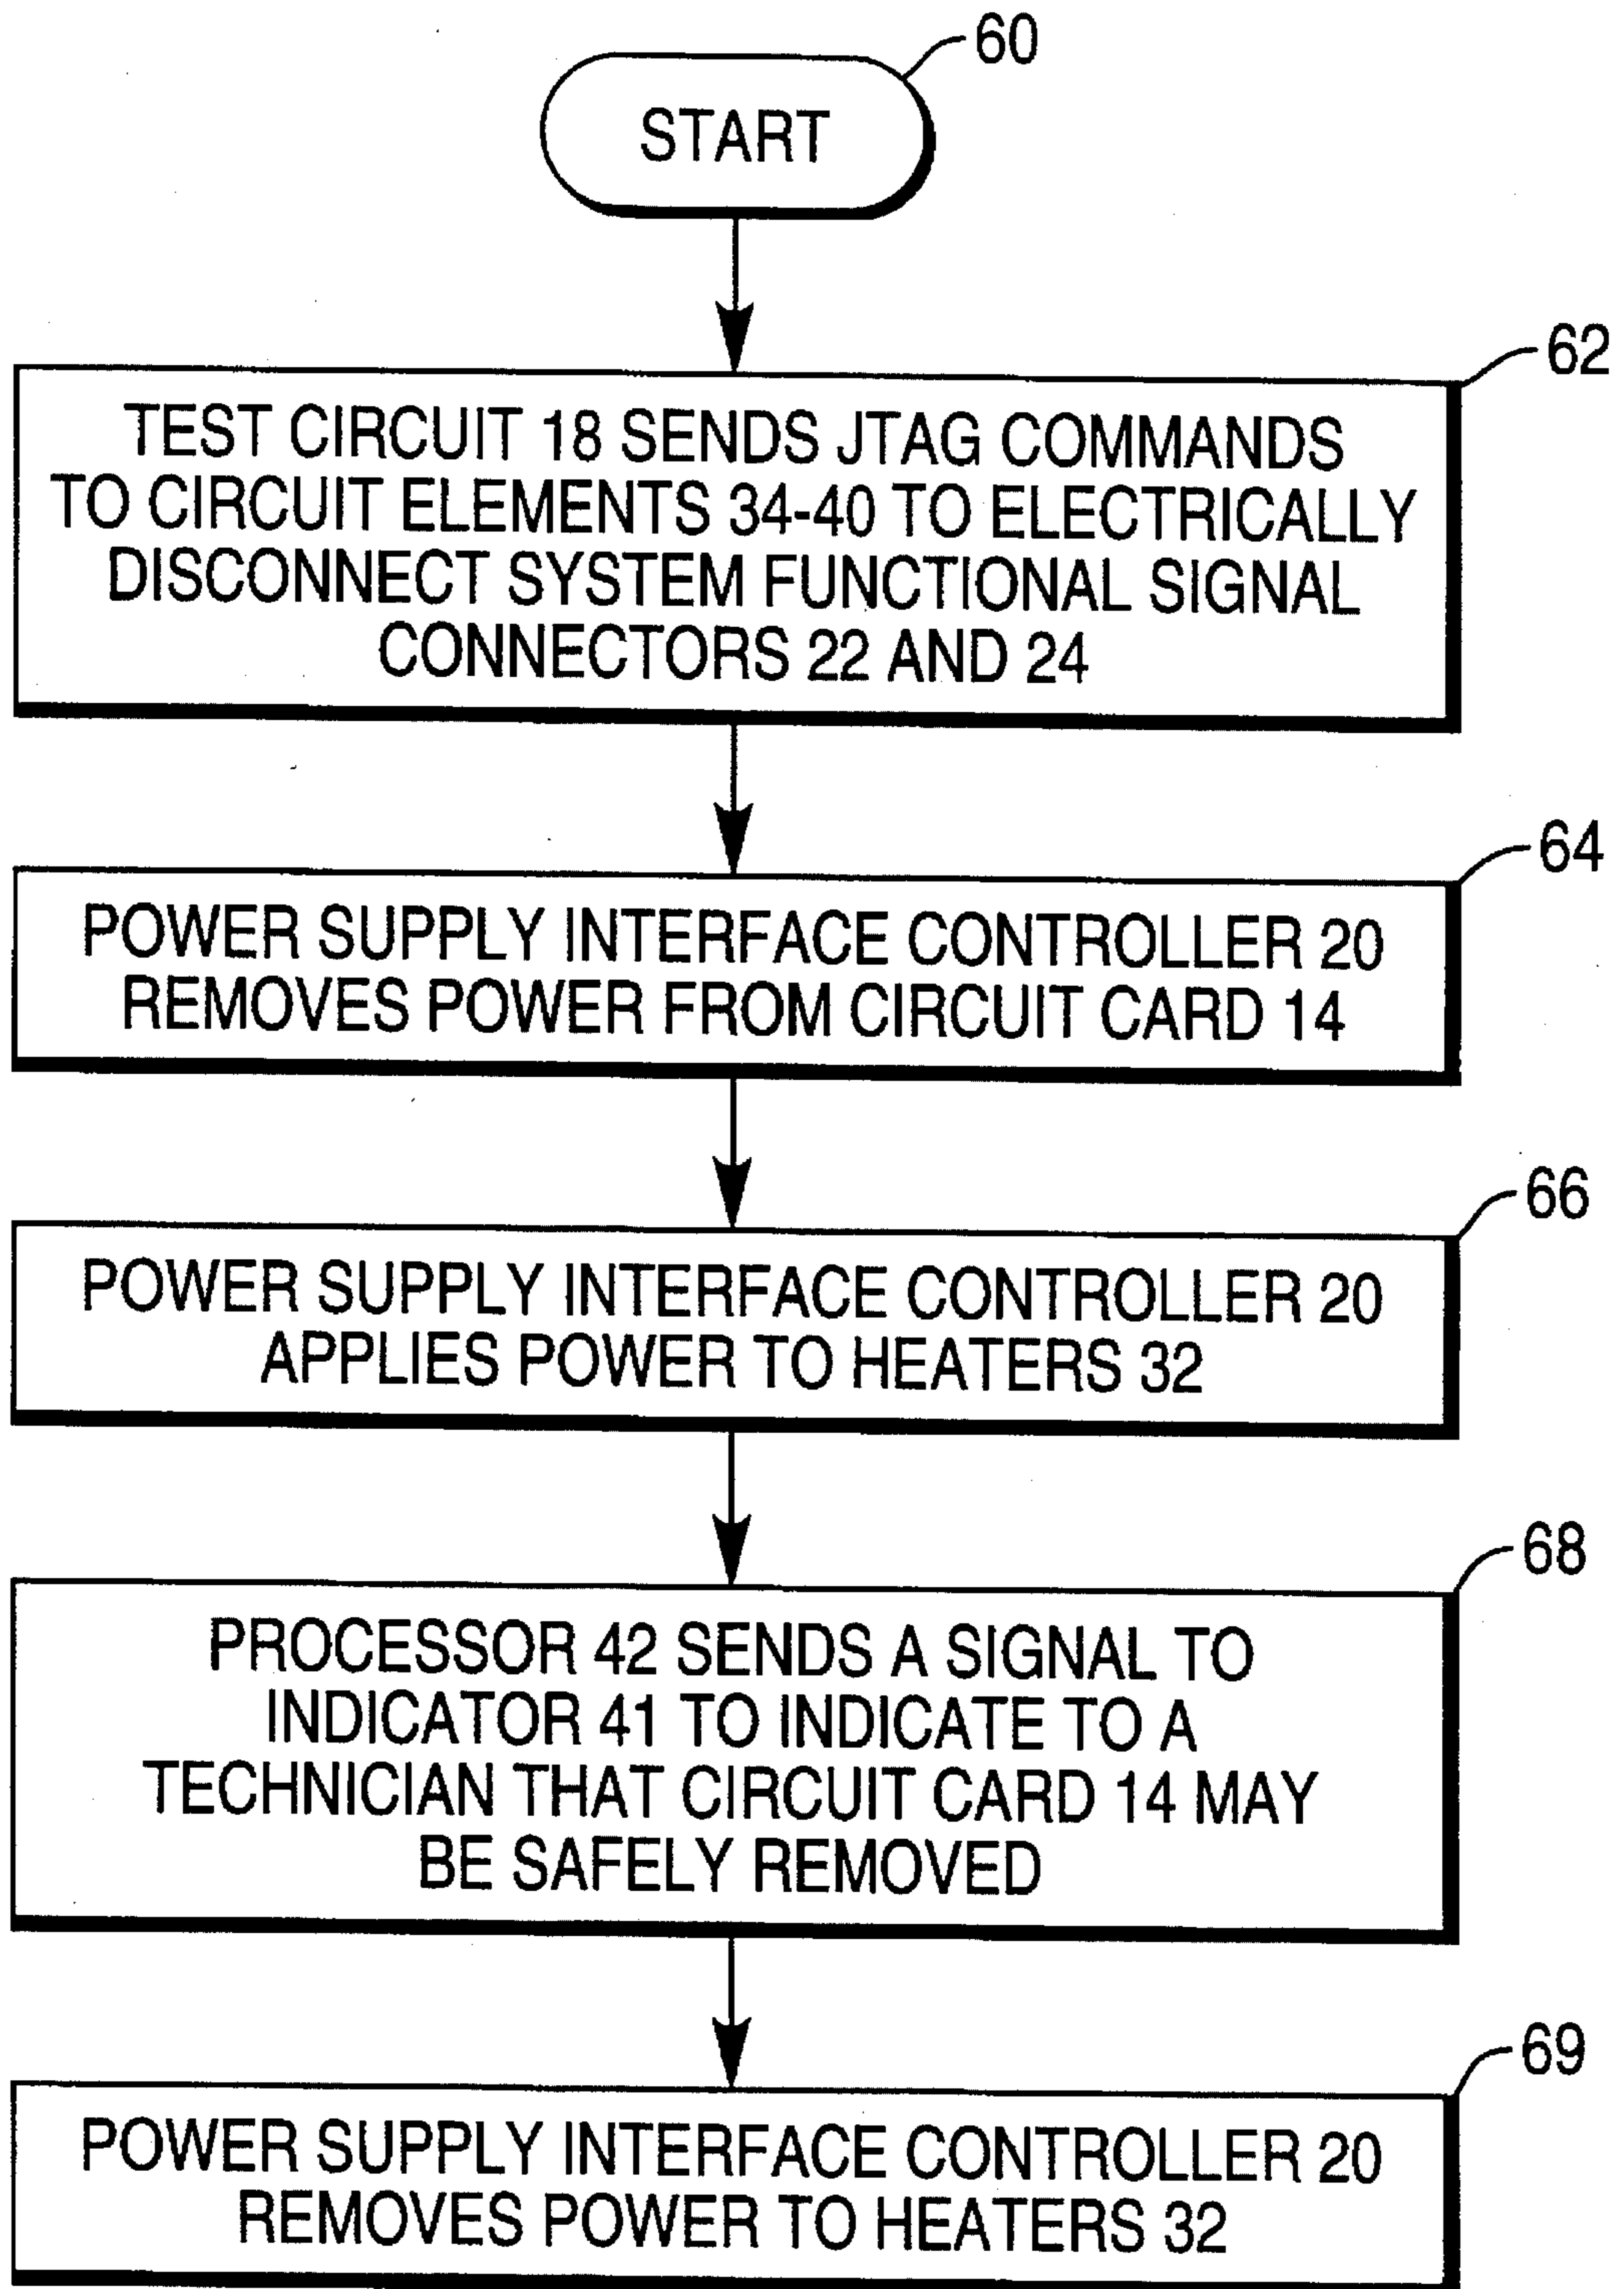 60
START
62
TEST CIRCUIT 18 SENDS JTAG COMMANDS
TO CIRCUIT ELEMENTS 34-40 TO ELECTRICALLY
DISCONNECT SYSTEM FUNCTIONAL SIGNAL
CONNECTORS 22 AND 24
64
POWER SUPPLY INTERFACE CONTROLLER 20
REMOVES POWER FROM CIRCUIT CARD 14
66
POWER SUPPLY INTERFACE CONTROLLER 20
APPLIES POWER TO HEATERS 32
68
PROCESSOR 42 SENDS A SIGNAL TO
INDICATOR 41 TO INDICATE TO A
TECHNICIAN THAT CIRCUIT CARD 14 MAY
BE SAFELY REMOVED
69
POWER SUPPLY INTERFACE CONTROLLER 20
REMOVES POWER TO HEATERS 32